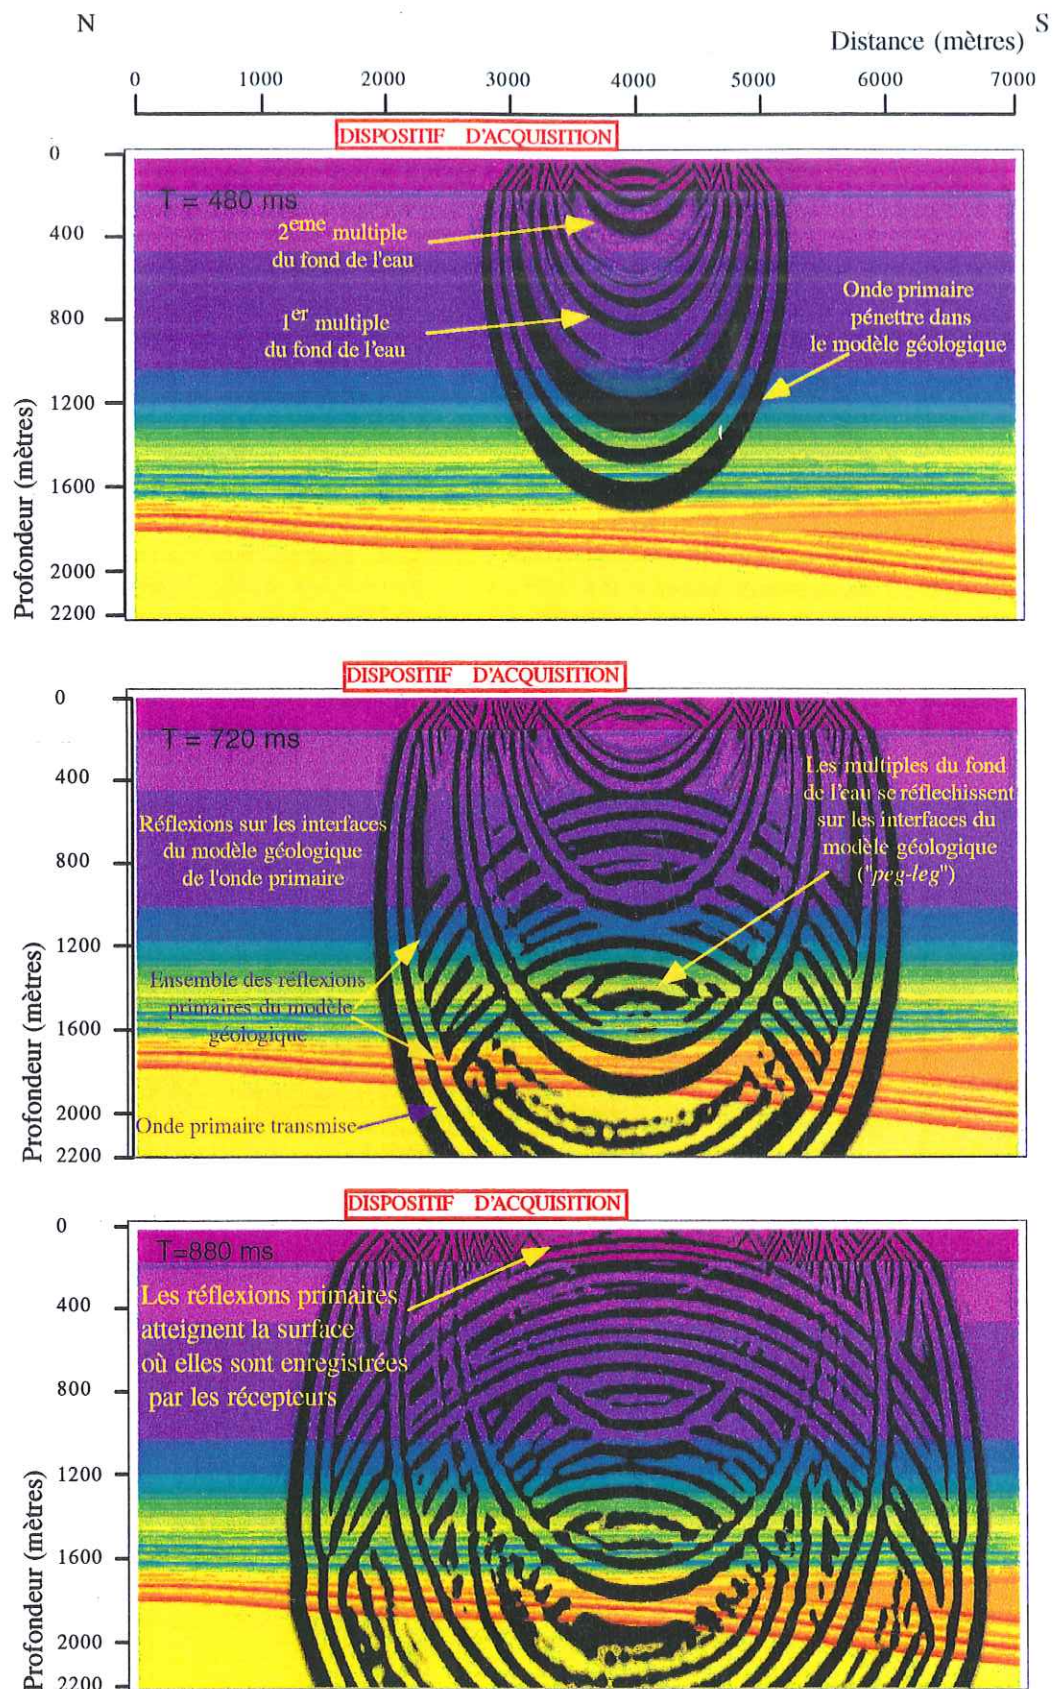 N
S
Distance (mètres)
0 1000 2000 3000 4000 5000 6000 7000
DISPOSITIF D'ACQUISITION
0
400
800
1200
1600
2000
2200
Profondeur (mètres)
T = 480 ms
2eme multiple
du fond de l'eau
1er multiple
du fond de l'eau
Onde primaire
pénettre dans
le modèle géologique
DISPOSITIF D'ACQUISITION
0
400
800
1200
1600
2000
2200
Profondeur (mètres)
T = 720 ms
Les multiples du fond
de l'eau se réflechissent
sur les interfaces du
modèle géologique
("peg-leg")
Réflexions sur les interfaces
du modèle géologique
de l'onde primaire
Ensemble des réflexions
primaires du modèle
géologique
Onde primaire transmise
DISPOSITIF D'ACQUISITION
0
400
800
1200
1600
2000
2200
Profondeur (mètres)
T=880 ms
Les réflexions primaires
atteignent la surface
où elles sont enregistrées
par les récepteurs